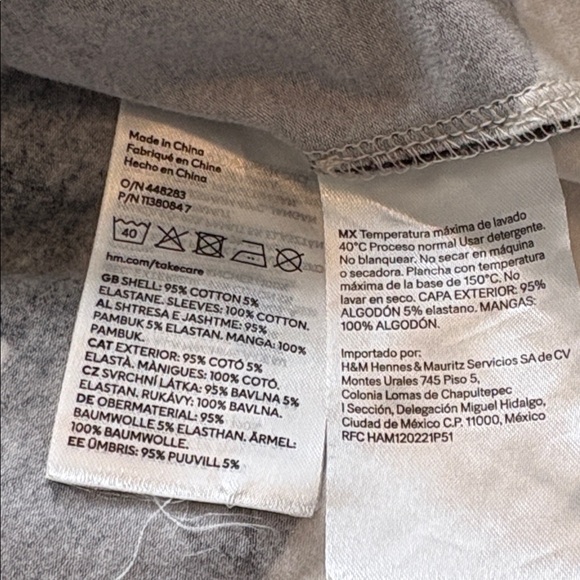 Made in China
Fabriqué en Chine
Hecho en China
O/N 448283
P/N 11380847
40
hm.com/takecare
GB SHELL: 95% COTTON 5%
ELASTANE. SLEEVES: 100% COTTON.
AL SHTRESA E JASHTME: 95%
PAMBUK 5% ELASTAN. MANGA: 100%
PAMBUK.
CAT EXTERIOR: 95% COTÓ 5%
ELASTÀ. MÀNIGUES: 100% COTÓ.
CZ SVRCHNÍ LÁTKA: 95% BAVLNA 5%
ELASTAN. RUKÁVY: 100% BAVLNA.
DE OBERMATERIAL: 95%
BAUMWOLLE 5% ELASTHAN. ÄRMEL:
100% BAUMWOLLE.
EE ÜMBRIS: 95% PUUVILL 5%
MX Temperatura máxima de lavado
40°C Proceso normal Usar detergente.
No blanquear. No secar en máquina
o secadora. Plancha con temperatura
máxima de la base de 150°C. No
lavar en seco. CAPA EXTERIOR: 95%
ALGODÓN 5% elastano. MANGAS:
100% ALGODÓN.
Importado por:
H&M Hennes & Mauritz Servicios SA de CV
Montes Urales 745 Piso 5,
Colonia Lomas de Chapultepec
I Sección, Delegación Miguel Hidalgo,
Ciudad de México C.P. 11000, México
RFC HAM120221P51